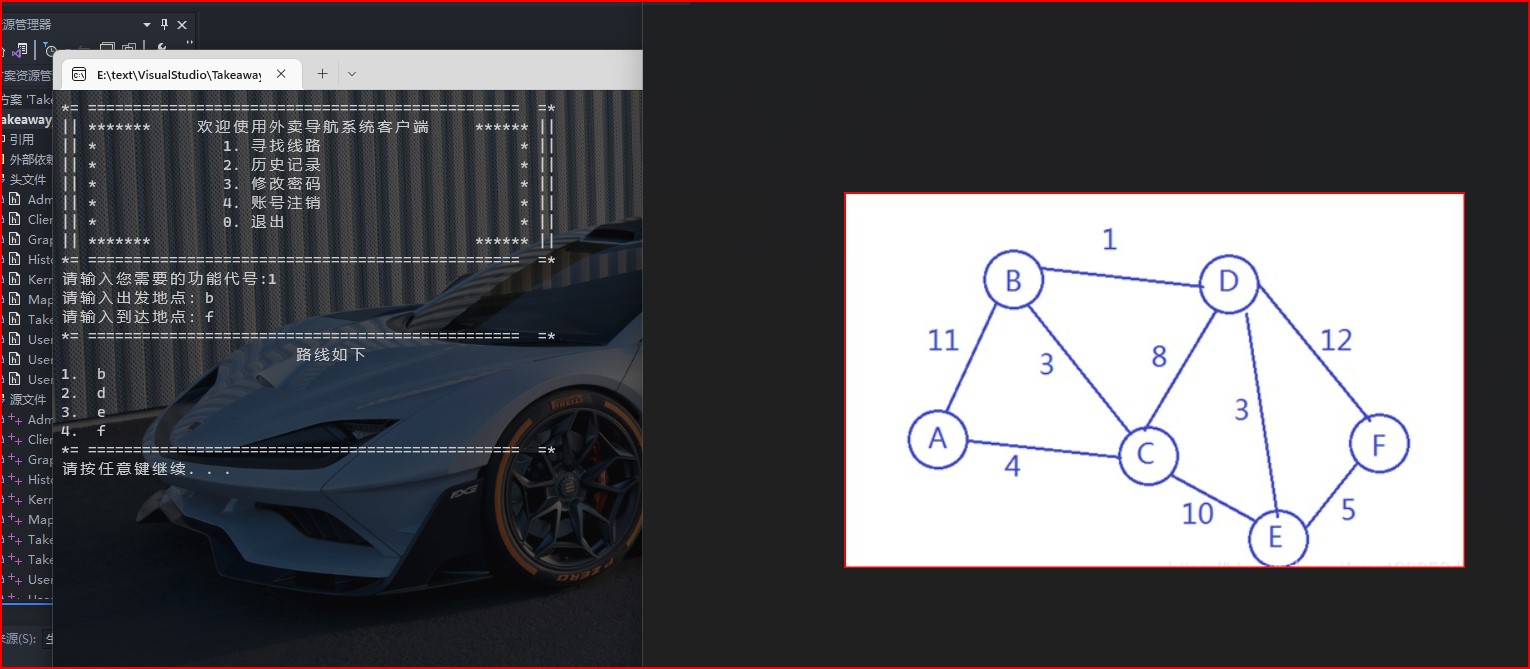 源管理器
E:\text\VisualStudio\Takeaway
案资源管
方案 'Take
akeaway
引用
外部依赖
头文件
Adm
Clier
Grap
Histo
Kern
Map
Take
User
User
User
源文件
Adm
Clier
Grap
Histo
Kern
Map
Take
Take
User
源(S):
*= ================================================ =*
|| ******* 欢迎使用外卖导航系统客户端 ****** ||
|| * 1. 寻找线路 * ||
|| * 2. 历史记录 * ||
|| * 3. 修改密码 * ||
|| * 4. 账号注销 * ||
|| * 0. 退出 * ||
|| ******* ****** ||
*= ================================================ =*
请输入您需要的功能代号:1
请输入出发地点: b
请输入到达地点: f
*= ================================================ =*
路线如下
1. b
2. d
3. e
4. f
*= ================================================ =*
请按任意键继续. . .
PIRELLI
P ZERO
1
B
D
11
3
8
12
A
4
C
3
F
10
E
5